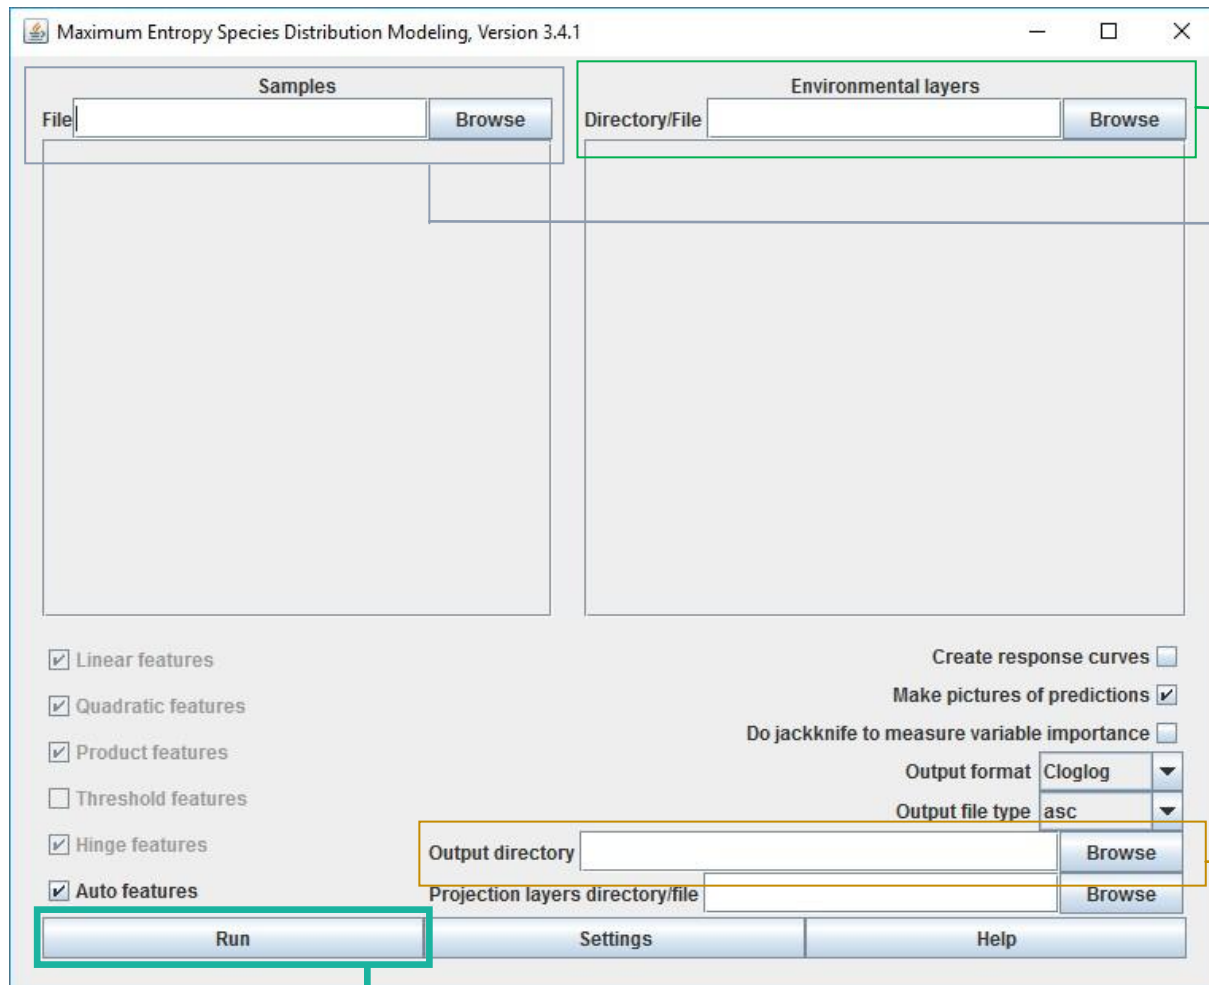 Maximum Entropy Species Distribution Modeling, Version 3.4.1
Samples
File Browse
Environmental layers
Directory/File Browse
Linear features
Quadratic features
Product features
Threshold features
Hinge features
Auto features
Create response curves
Make pictures of predictions
Do jackknife to measure variable importance
Output format Cloglog
Output file type asc
Output directory Browse
Projection layers directory/file Browse
Run Settings Help